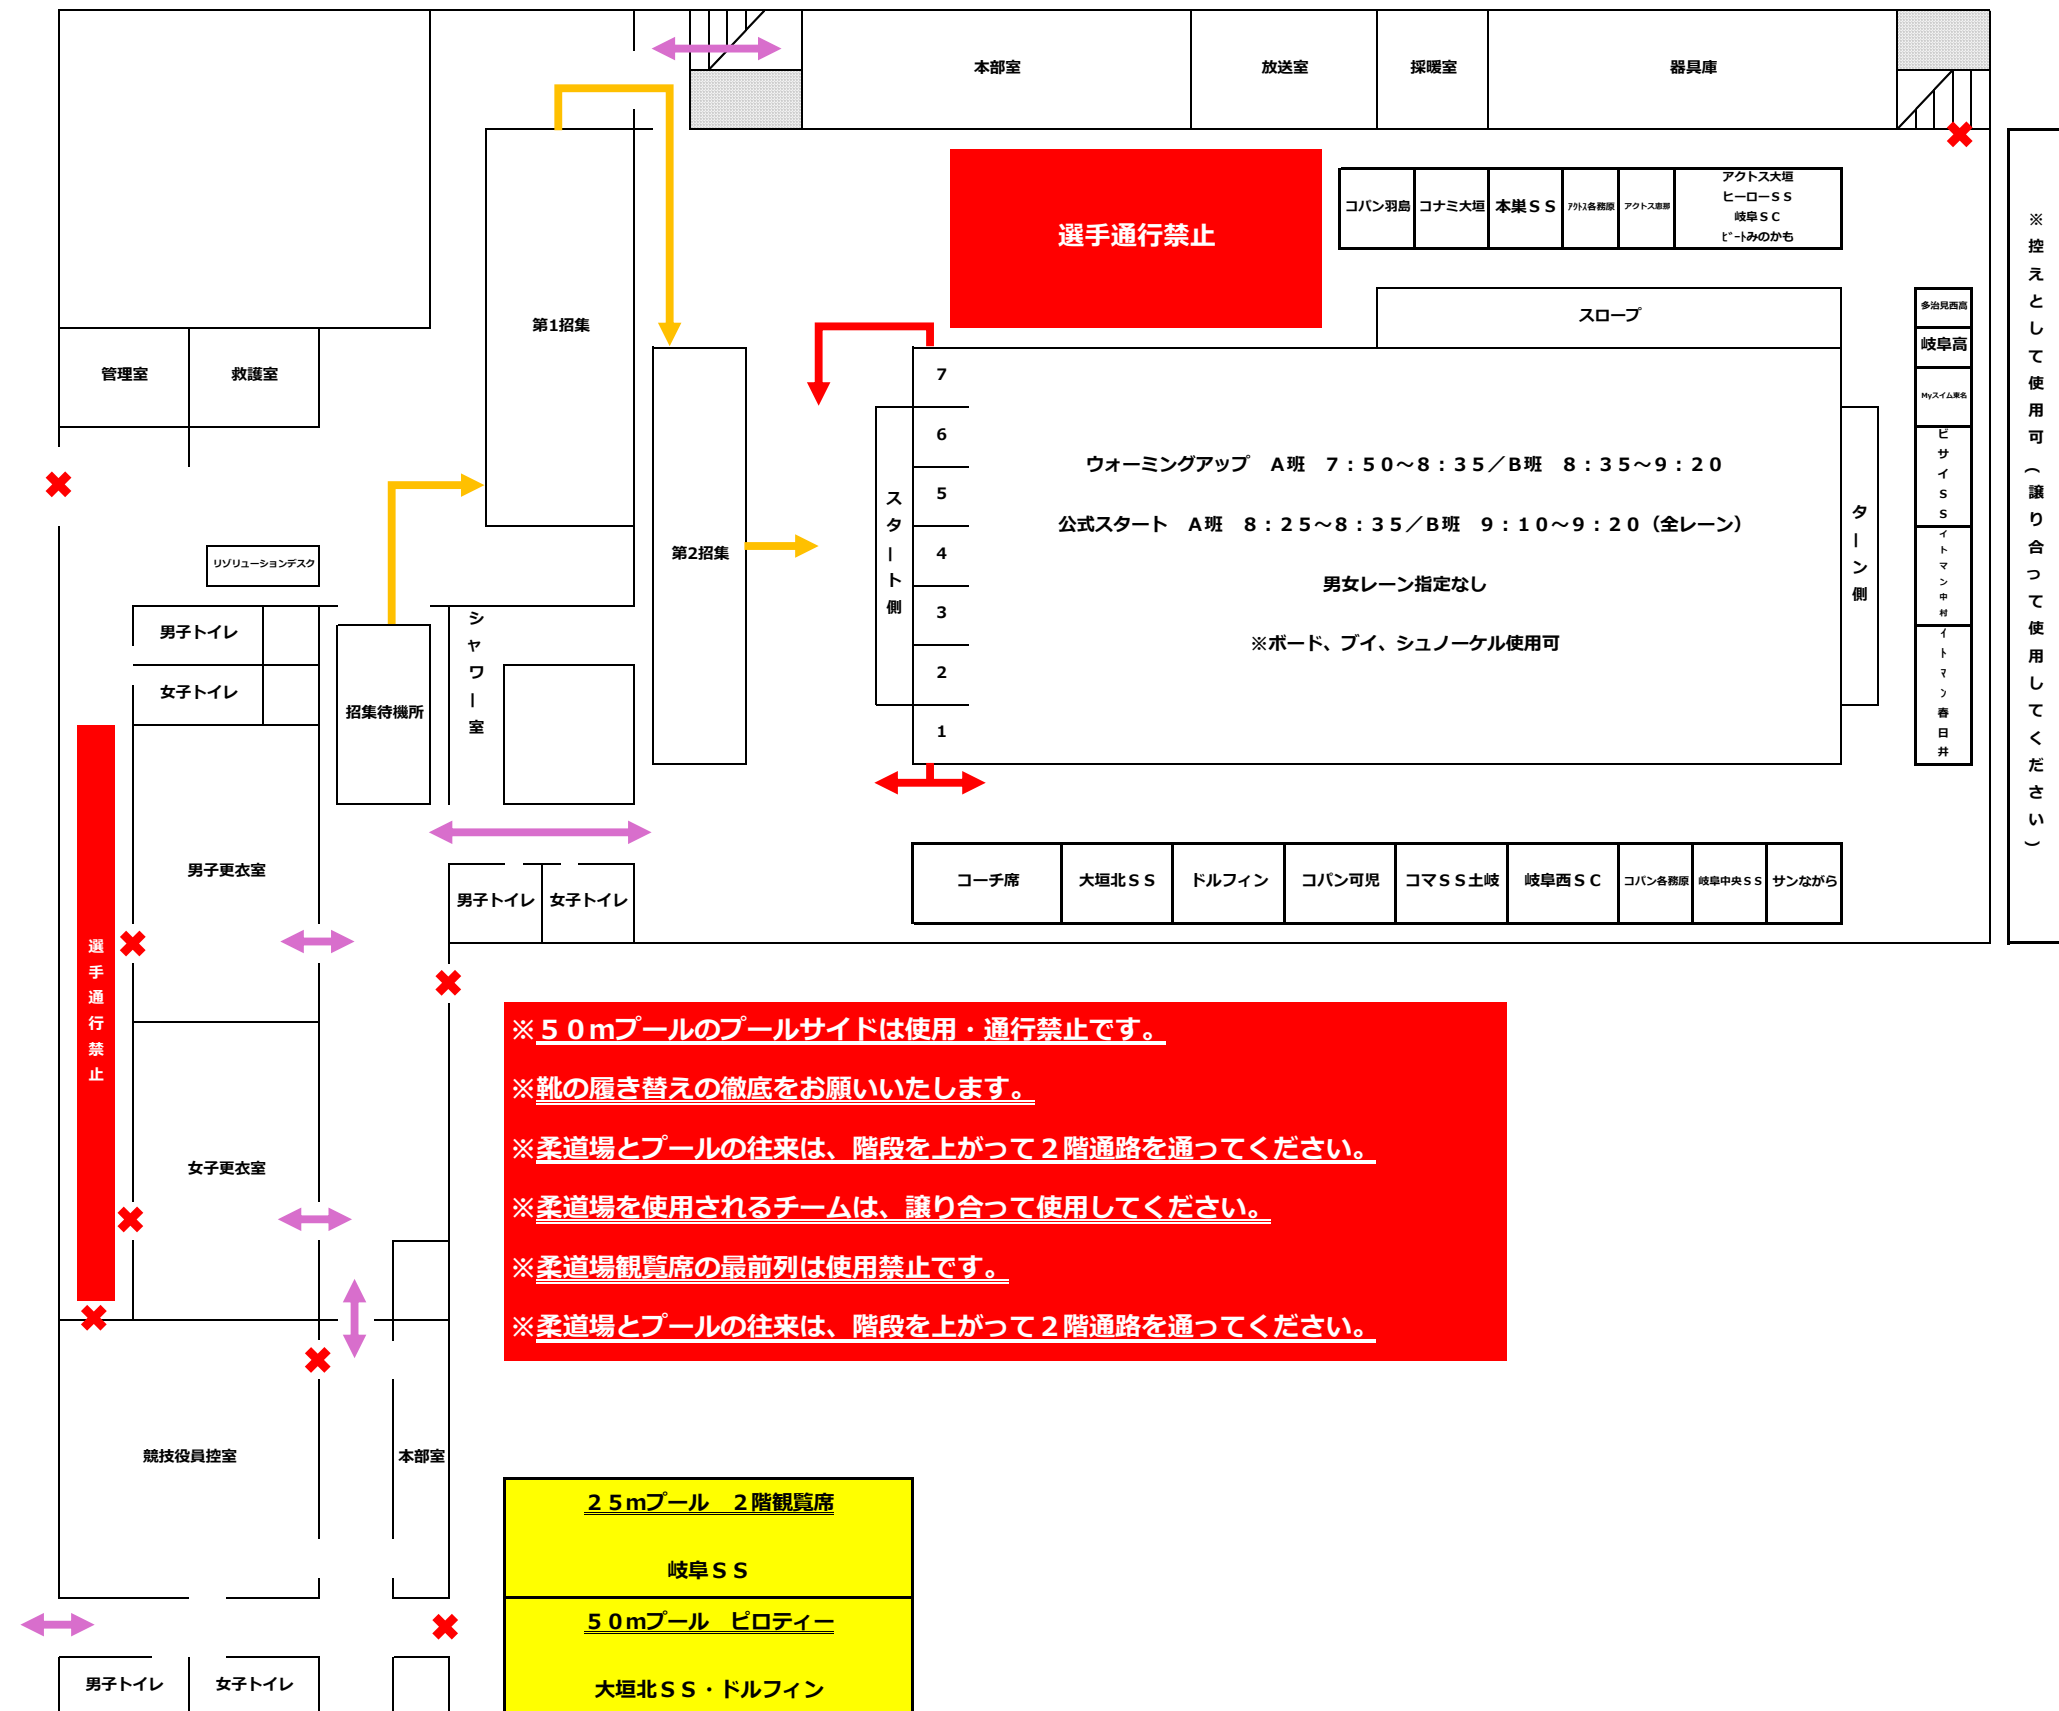 本部室
放送室
採暖室
器具庫
選手通行禁止
コパン羽島
コナミ大垣
本巣ＳＳ
ｱｸﾄｽ各務原
アクトス恵那
アクトス大垣
ヒーローＳＳ
岐阜ＳＣ
ﾋﾞｰﾄみのかも
※控えとして使用可（譲り合って使用してください）
第1招集
スロープ
多治見西高
岐阜高
Myスイム東名
ビサイＳＳ
イトマン中村
イトマン春日井
管理室
救護室
7
6
5
4
3
2
1
スタート側
ターン側
ウォーミングアップ　Ａ班　７：５０～８：３５／Ｂ班　８：３５～９：２０
公式スタート　Ａ班　８：２５～８：３５／Ｂ班　９：１０～９：２０（全レーン）
男女レーン指定なし
※ボード、ブイ、シュノーケル使用可
第2招集
リゾリューションデスク
男子トイレ
女子トイレ
招集待機所
シャワー室
選手通行禁止
男子更衣室
男子トイレ
女子トイレ
コーチ席
大垣北ＳＳ
ドルフィン
コパン可児
コマＳＳ土岐
岐阜西ＳＣ
コパン各務原
岐阜中央ＳＳ
サンながら
※５０ｍプールのプールサイドは使用・通行禁止です。
※靴の履き替えの徹底をお願いいたします。
※柔道場とプールの往来は、階段を上がって２階通路を通ってください。
※柔道場を使用されるチームは、譲り合って使用してください。
※柔道場観覧席の最前列は使用禁止です。
※柔道場とプールの往来は、階段を上がって２階通路を通ってください。
女子更衣室
競技役員控室
本部室
２５ｍプール　２階観覧席
岐阜ＳＳ
５０ｍプール　ピロティー
大垣北ＳＳ・ドルフィン
男子トイレ
女子トイレ